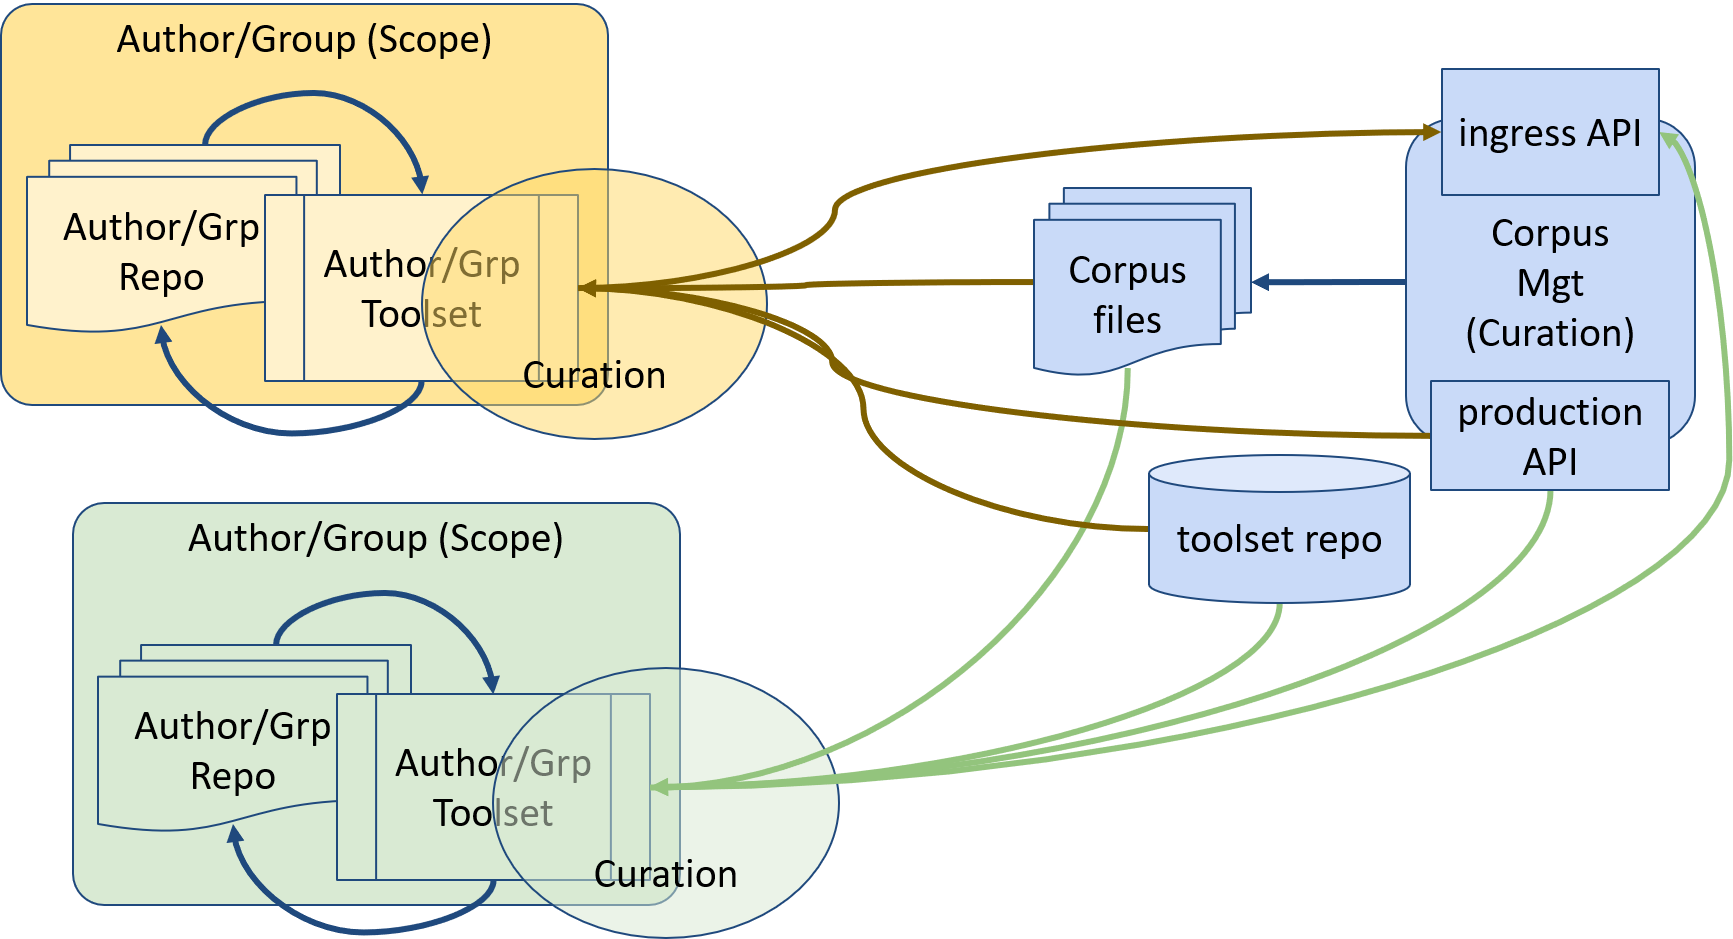 Author/Group (Scope)
Author/Grp
Repo
Author/Grp
Toolset
Curation
ingress API
Corpus
Mgt
(Curation)
Corpus
files
production
API
toolset repo
Author/Group (Scope)
Author/Grp
Repo
Author/Grp
Toolset
Curation